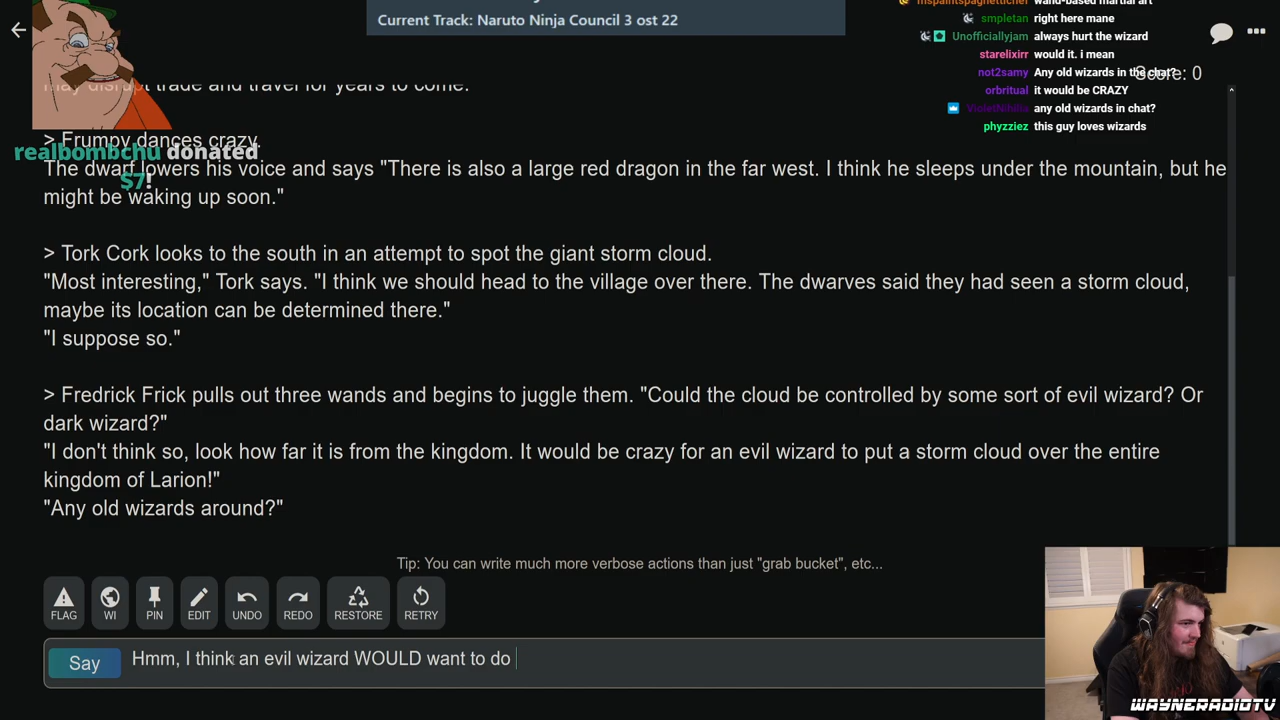 Current Track: Naruto Ninja Council 3 ost 22
mspaintspaghettichef wand-based martial art
smpletan right here mane
Unofficiallyjam always hurt the wizard
starelixirr would it. i mean
not2samy Any old wizards in the chat?
Score: 0
orbritual it would be CRAZY
VioletNihilia any old wizards in chat?
phyzziez this guy loves wizards
may disrupt trade and travel for years to come.
> Frumpy dances crazy.
realbombchu donated
$7!
The dwarf lowers his voice and says "There is also a large red dragon in the far west. I think he sleeps under the mountain, but he
might be waking up soon."
> Tork Cork looks to the south in an attempt to spot the giant storm cloud.
"Most interesting," Tork says. "I think we should head to the village over there. The dwarves said they had seen a storm cloud,
maybe its location can be determined there."
"I suppose so."
> Fredrick Frick pulls out three wands and begins to juggle them. "Could the cloud be controlled by some sort of evil wizard? Or
dark wizard?"
"I don't think so, look how far it is from the kingdom. It would be crazy for an evil wizard to put a storm cloud over the entire
kingdom of Larion!"
"Any old wizards around?"
Tip: You can write much more verbose actions than just "grab bucket", etc...
FLAG WI PIN EDIT UNDO REDO RESTORE RETRY
Say Hmm, I think an evil wizard WOULD want to do
WAYNERADIOTV